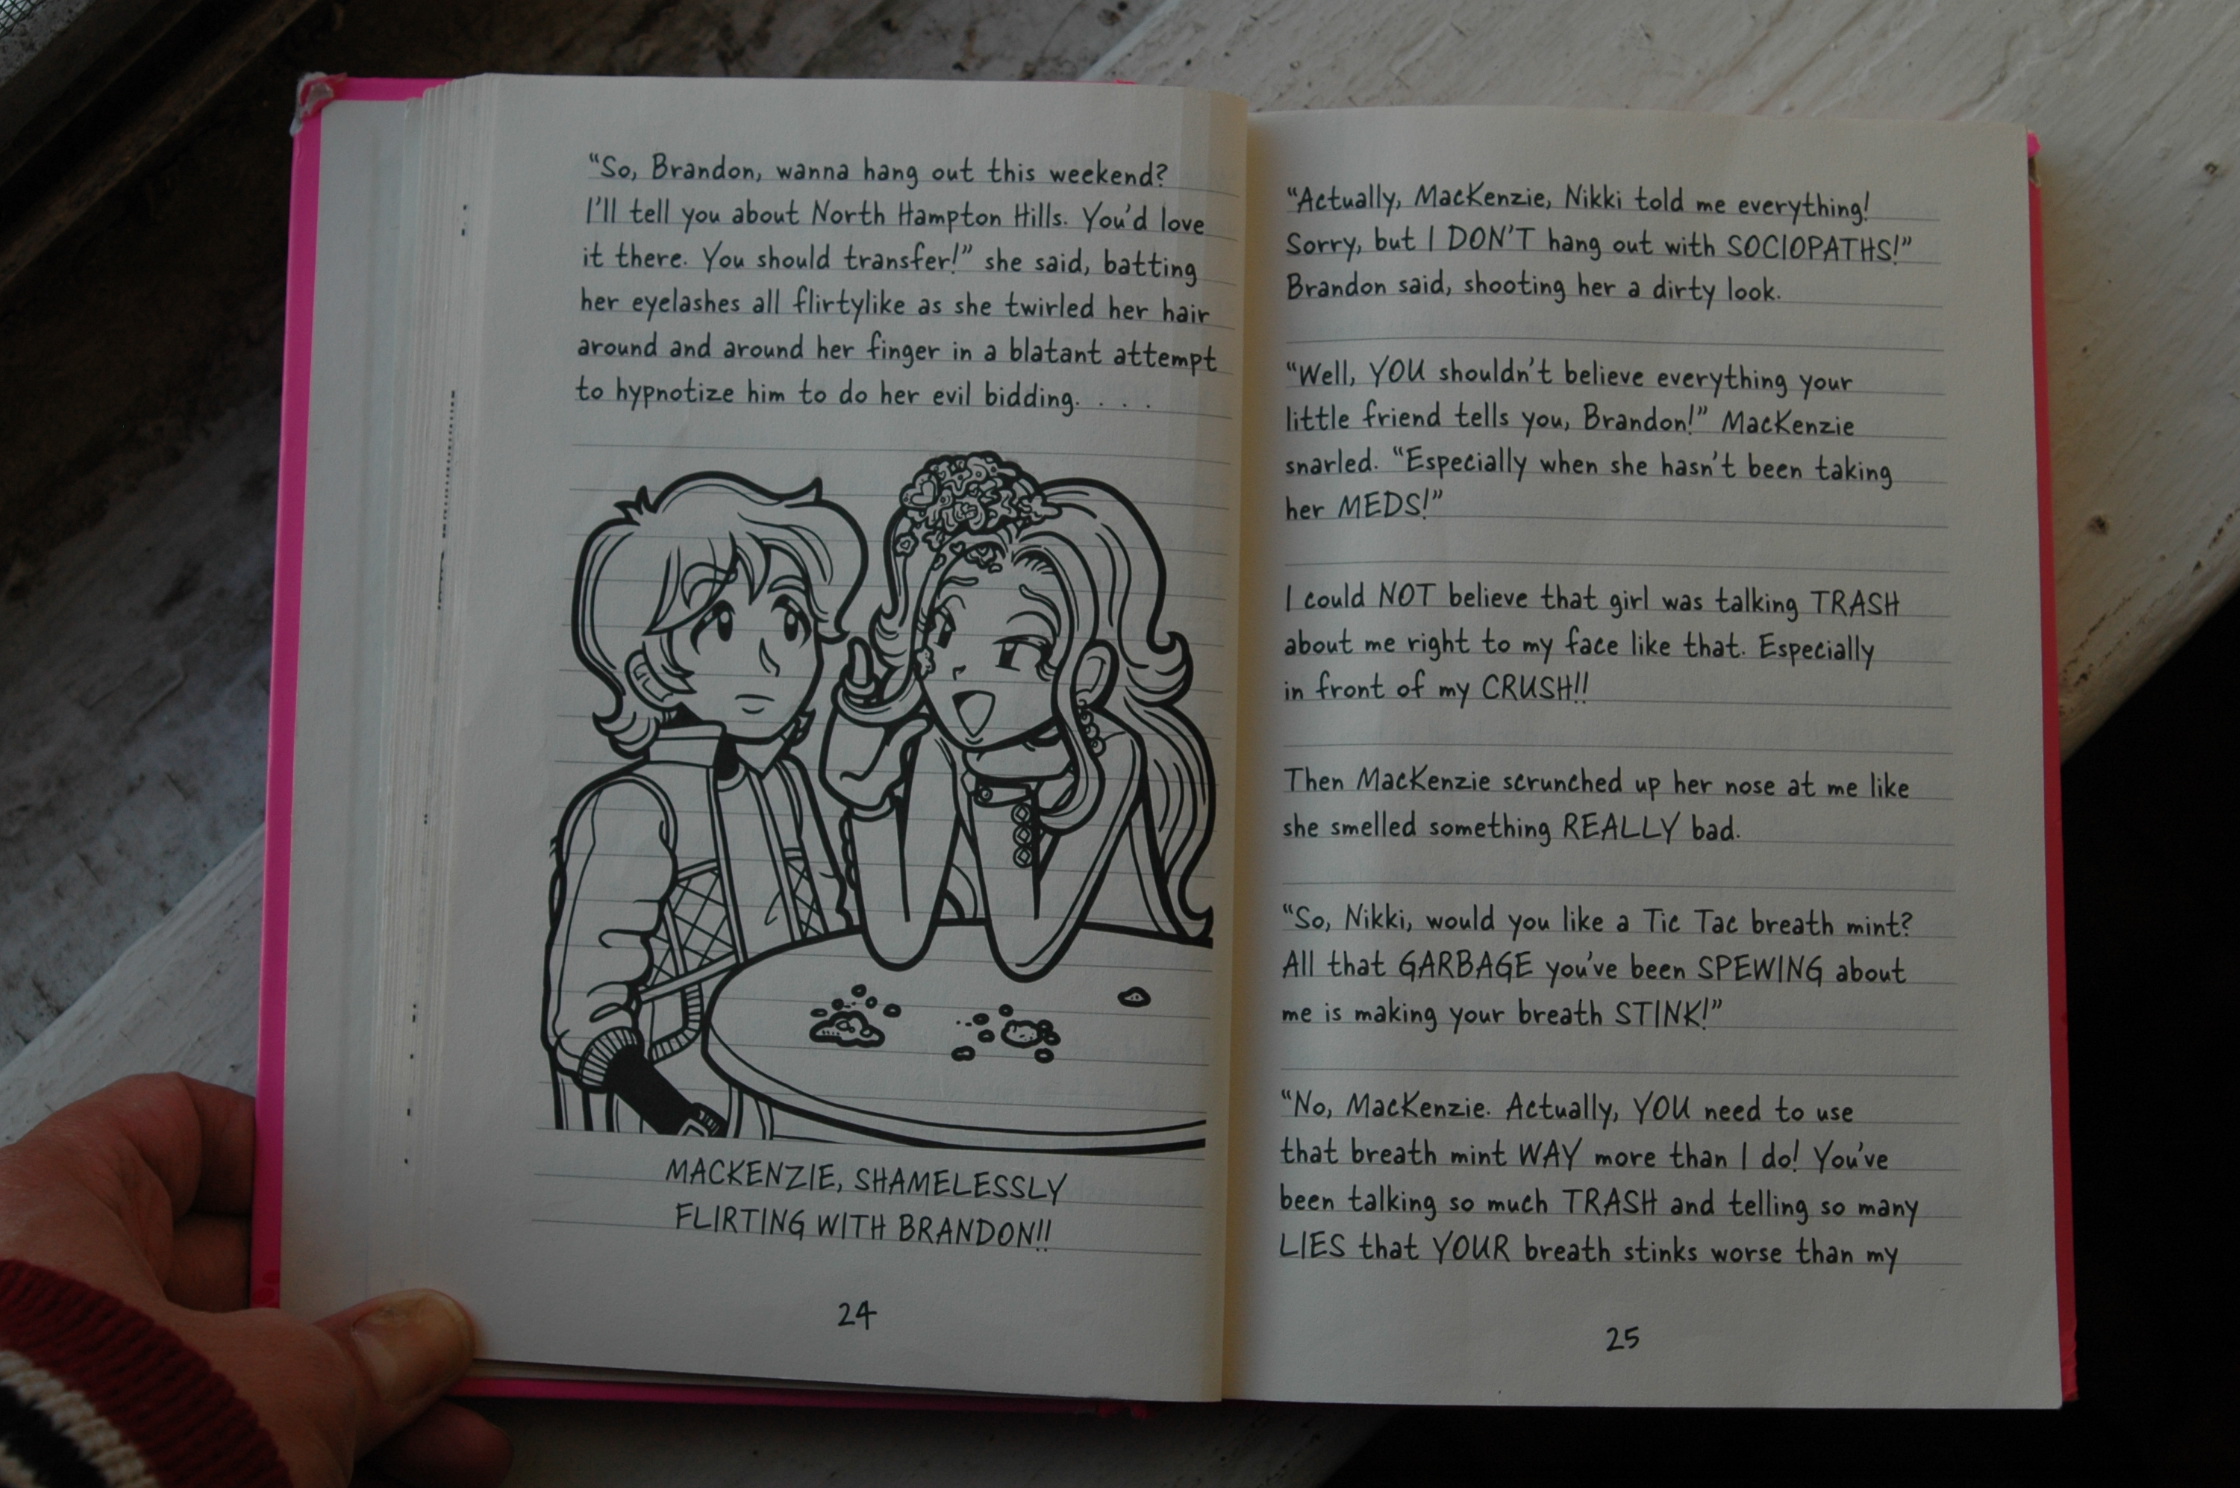 “So, Brandon, wanna hang out this weekend?
I’ll tell you about North Hampton Hills. You’d love
it there. You should transfer!” she said, batting
her eyelashes all flirtylike as she twirled her hair
around and around her finger in a blatant attempt
to hypnotize him to do her evil bidding. . . .
MACKENZIE, SHAMELESSLY
FLIRTING WITH BRANDON!!
24
“Actually, MacKenzie, Nikki told me everything!
Sorry, but I DON’T hang out with SOCIOPATHS!”
Brandon said, shooting her a dirty look.
“Well, YOU shouldn’t believe everything your
little friend tells you, Brandon!” MacKenzie
snarled. “Especially when she hasn’t been taking
her MEDS!”
I could NOT believe that girl was talking TRASH
about me right to my face like that. Especially
in front of my CRUSH!!
Then MacKenzie scrunched up her nose at me like
she smelled something REALLY bad.
“So, Nikki, would you like a Tic Tac breath mint?
All that GARBAGE you’ve been SPEWING about
me is making your breath STINK!”
“No, MacKenzie. Actually, YOU need to use
that breath mint WAY more than I do! You’ve
been talking so much TRASH and telling so many
LIES that YOUR breath stinks worse than my
25